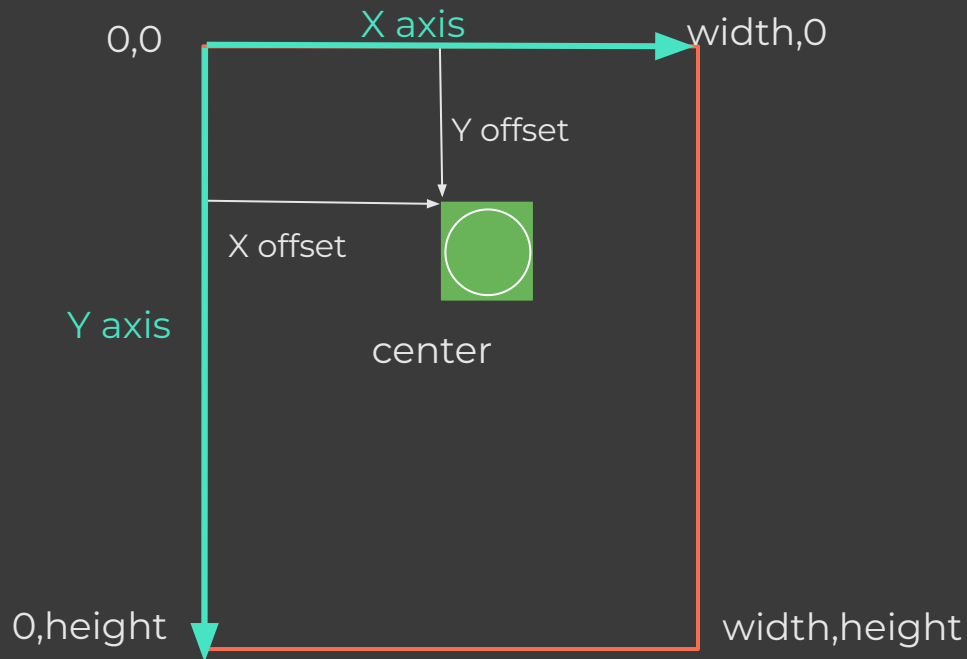 X axis
0,0
width,0
Y offset
X offset
Y axis
center
0,height
width,height